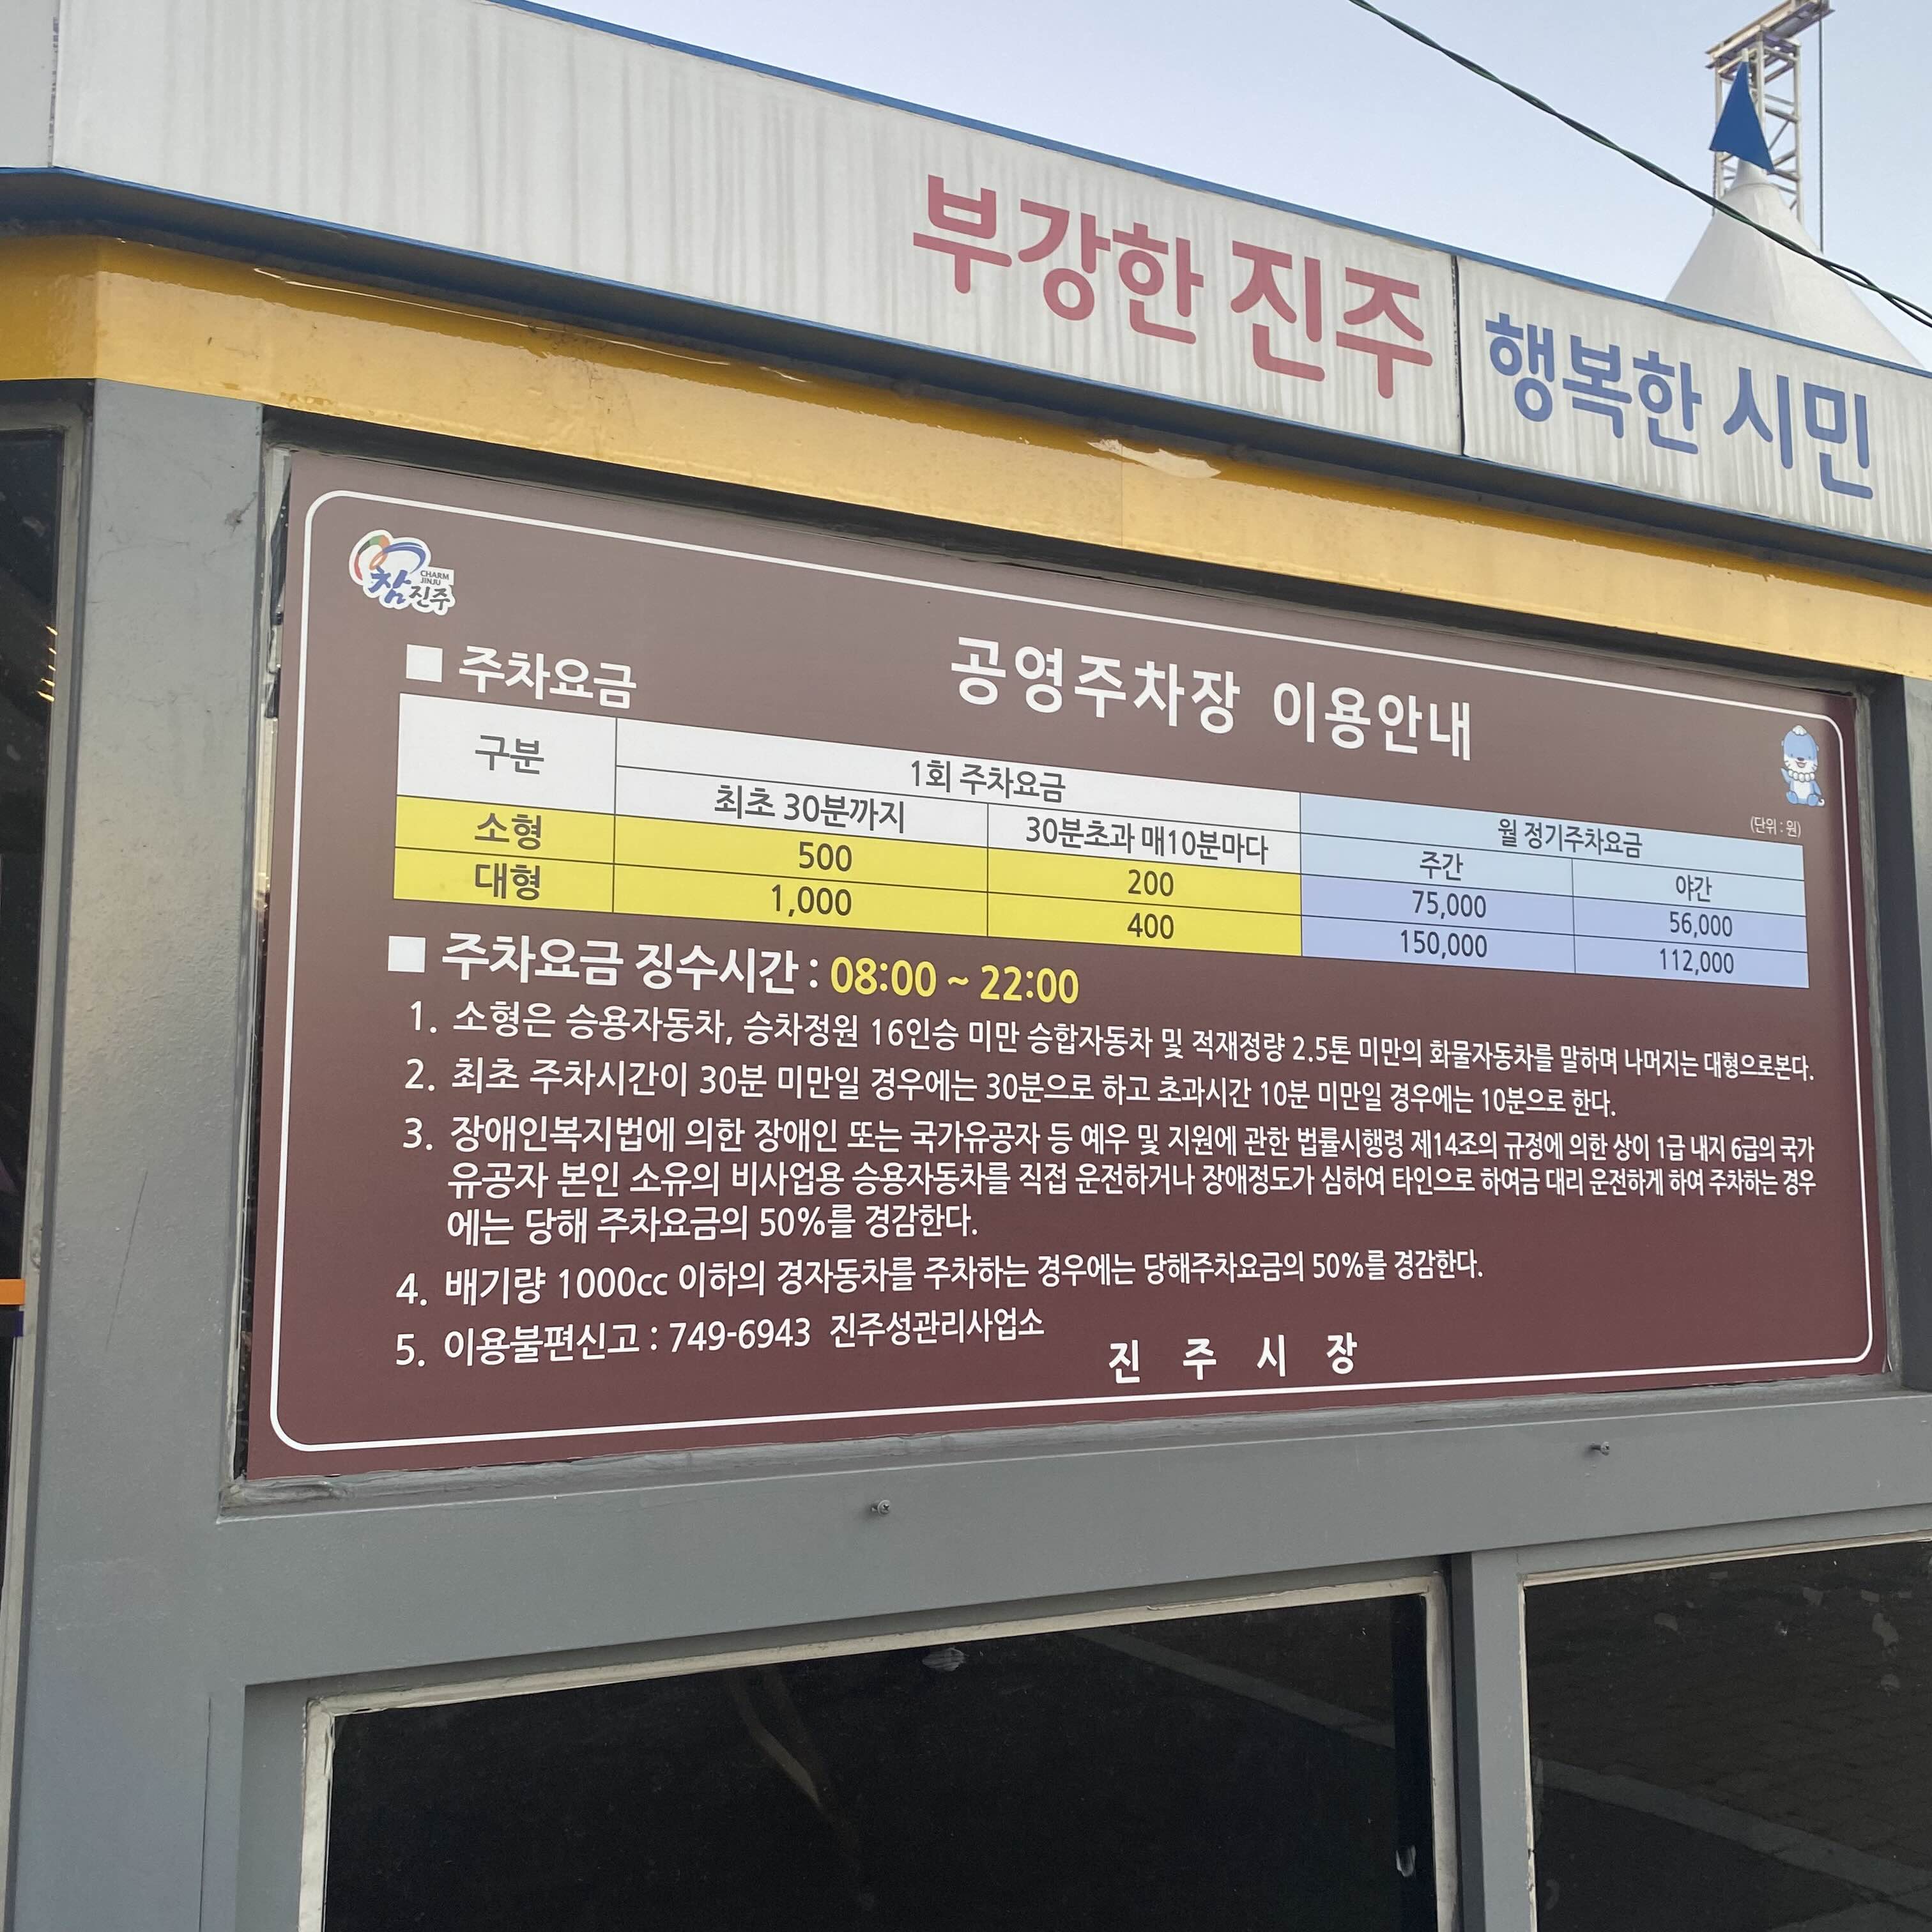 부강한 진주 행복한 시민
참진주
CHARM
JINJU
공영주차장 이용안내
■ 주차요금
(단위 : 원)
구분 1회 주차요금 월 정기주차요금
최초 30분까지 30분초과 매10분마다 주간 야간
소형 500 200 75,000 56,000
대형 1,000 400 150,000 112,000
■ 주차요금 징수시간 : 08:00 ~ 22:00
1. 소형은 승용자동차, 승차정원 16인승 미만 승합자동차 및 적재정량 2.5톤 미만의 화물자동차를 말하며 나머지는 대형으로본다.
2. 최초 주차시간이 30분 미만일 경우에는 30분으로 하고 초과시간 10분 미만일 경우에는 10분으로 한다.
3. 장애인복지법에 의한 장애인 또는 국가유공자 등 예우 및 지원에 관한 법률시행령 제14조의 규정에 의한 상이 1급 내지 6급의 국가
유공자 본인 소유의 비사업용 승용자동차를 직접 운전하거나 장애정도가 심하여 타인으로 하여금 대리 운전하게 하여 주차하는 경우
에는 당해 주차요금의 50%를 경감한다.
4. 배기량 1000cc 이하의 경자동차를 주차하는 경우에는 당해주차요금의 50%를 경감한다.
5. 이용불편신고 : 749-6943 진주성관리사업소
진 주 시 장